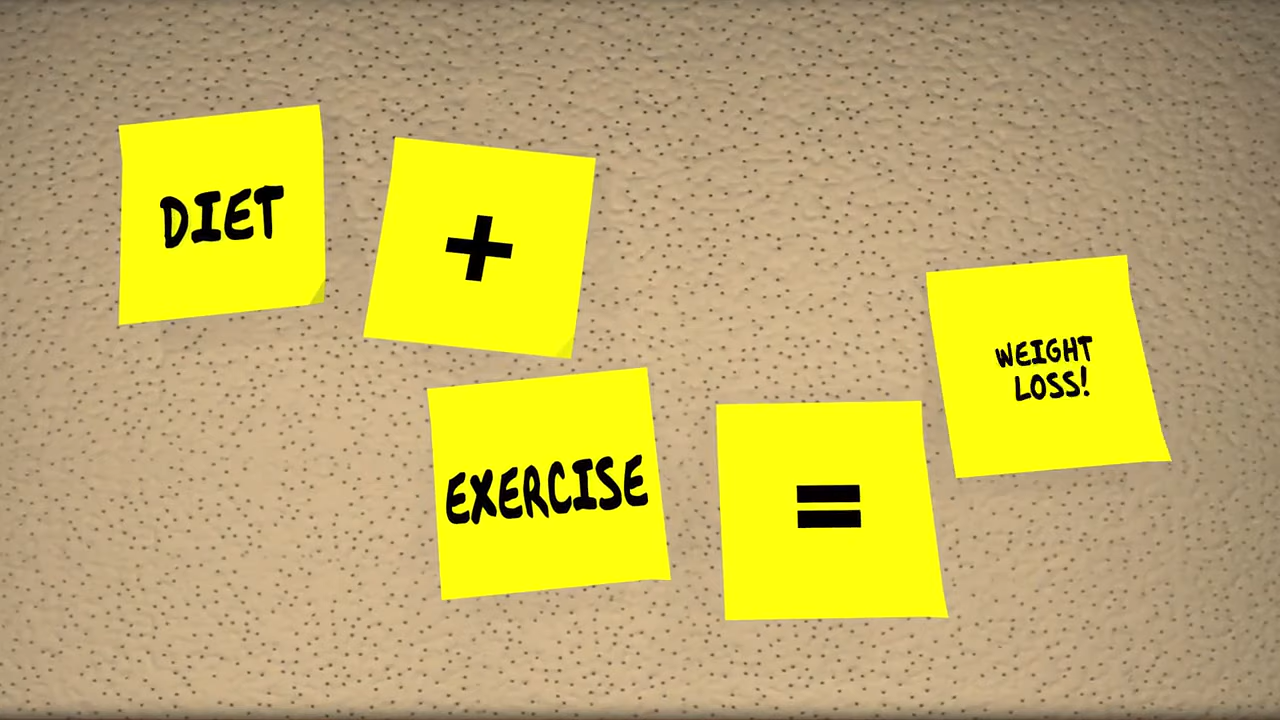 DIET
+
EXERCISE
=
WEIGHT
LOSS!